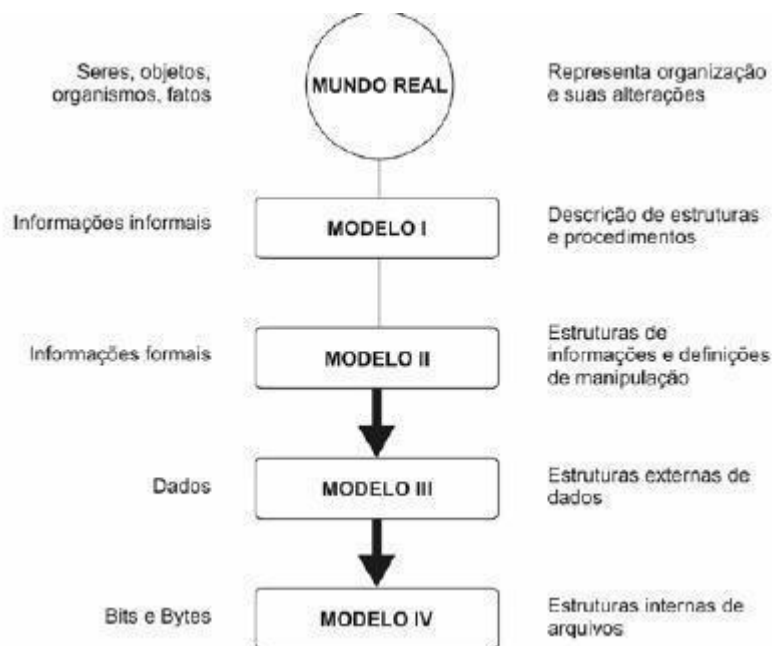 Seres, objetos,
organismos, fatos
MUNDO REAL
Representa organização
e suas alterações
Informações informais
MODELO I
Descrição de estruturas
e procedimentos
Informações formais
MODELO II
Estruturas de
informações e definições
de manipulação
Dados
MODELO III
Estruturas externas de
dados
Bits e Bytes
MODELO IV
Estruturas internas de
arquivos